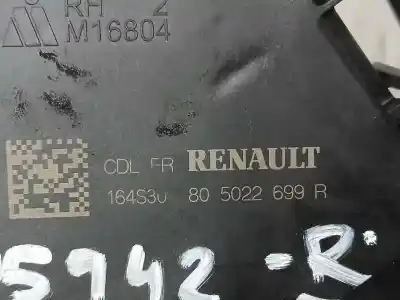 RH 2
M16804
CDL FR RENAULT
164S30 80 5022 699 R
5942-R